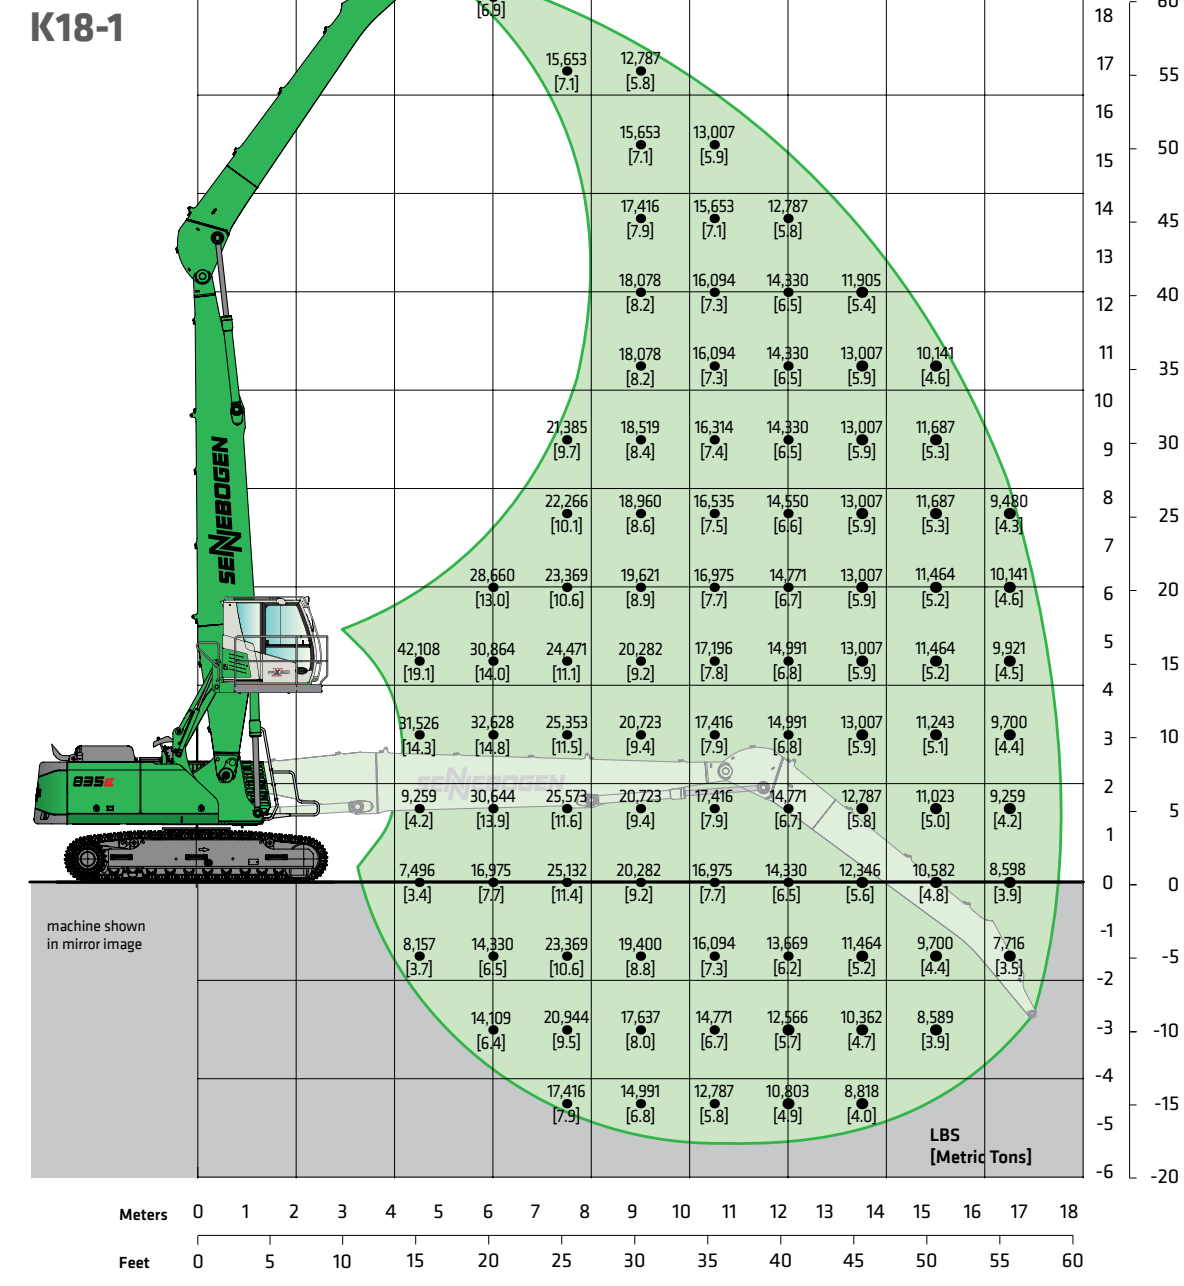 K18-1
[6.9]
18
60
15,653 12,787
[7.1] [5.8]
17
55
16
15,653 13,007
[7.1] [5.9]
15
50
17,416 15,653 12,787
[7.9] [7.1] [5.8]
14
45
13
18,078 16,094 14,330 11,905
[8.2] [7.3] [6.5] [5.4]
12
40
18,078 16,094 14,330 13,007 10,141
[8.2] [7.3] [6.5] [5.9] [4.6]
11
35
10
21,385 18,519 16,314 14,330 13,007 11,687
[9.7] [8.4] [7.4] [6.5] [5.9] [5.3]
9
30
SENNEBOGEN
22,266 18,960 16,535 14,550 13,007 11,687 9,480
[10.1] [8.6] [7.5] [6.6] [5.9] [5.3] [4.3]
8
25
7
28,660 23,369 19,621 16,975 14,771 13,007 11,464 10,141
[13.0] [10.6] [8.9] [7.7] [6.7] [5.9] [5.2] [4.6]
6
20
42,108 30,864 24,471 20,282 17,196 14,991 13,007 11,464 9,921
[19.1] [14.0] [11.1] [9.2] [7.8] [6.8] [5.9] [5.2] [4.5]
5
15
4
31,526 32,628 25,353 20,723 17,416 14,991 13,007 11,243 9,700
[14.3] [14.8] [11.5] [9.4] [7.9] [6.8] [5.9] [5.1] [4.4]
3
10
835E
SENNEBOGEN
9,259 30,644 25,573 20,723 17,416 14,771 12,787 11,023 9,259
[4.2] [13.9] [11.6] [9.4] [7.9] [6.7] [5.8] [5.0] [4.2]
2
5
1
7,496 16,975 25,132 20,282 16,975 14,330 12,346 10,582 8,598
[3.4] [7.7] [11.4] [9.2] [7.7] [6.5] [5.6] [4.8] [3.9]
0
0
machine shown
in mirror image
8,157 14,330 23,369 19,400 16,094 13,669 11,464 9,700 7,716
[3.7] [6.5] [10.6] [8.8] [7.3] [6.2] [5.2] [4.4] [3.5]
-1
-5
-2
14,109 20,944 17,637 14,771 12,566 10,362 8,589
[6.4] [9.5] [8.0] [6.7] [5.7] [4.7] [3.9]
-3
-10
-4
17,416 14,991 12,787 10,803 8,818
[7.9] [6.8] [5.8] [4.9] [4.0]
-5
-15
LBS
[Metric Tons]
-6
-20
Meters 0 1 2 3 4 5 6 7 8 9 10 11 12 13 14 15 16 17 18
Feet 0 5 10 15 20 25 30 35 40 45 50 55 60